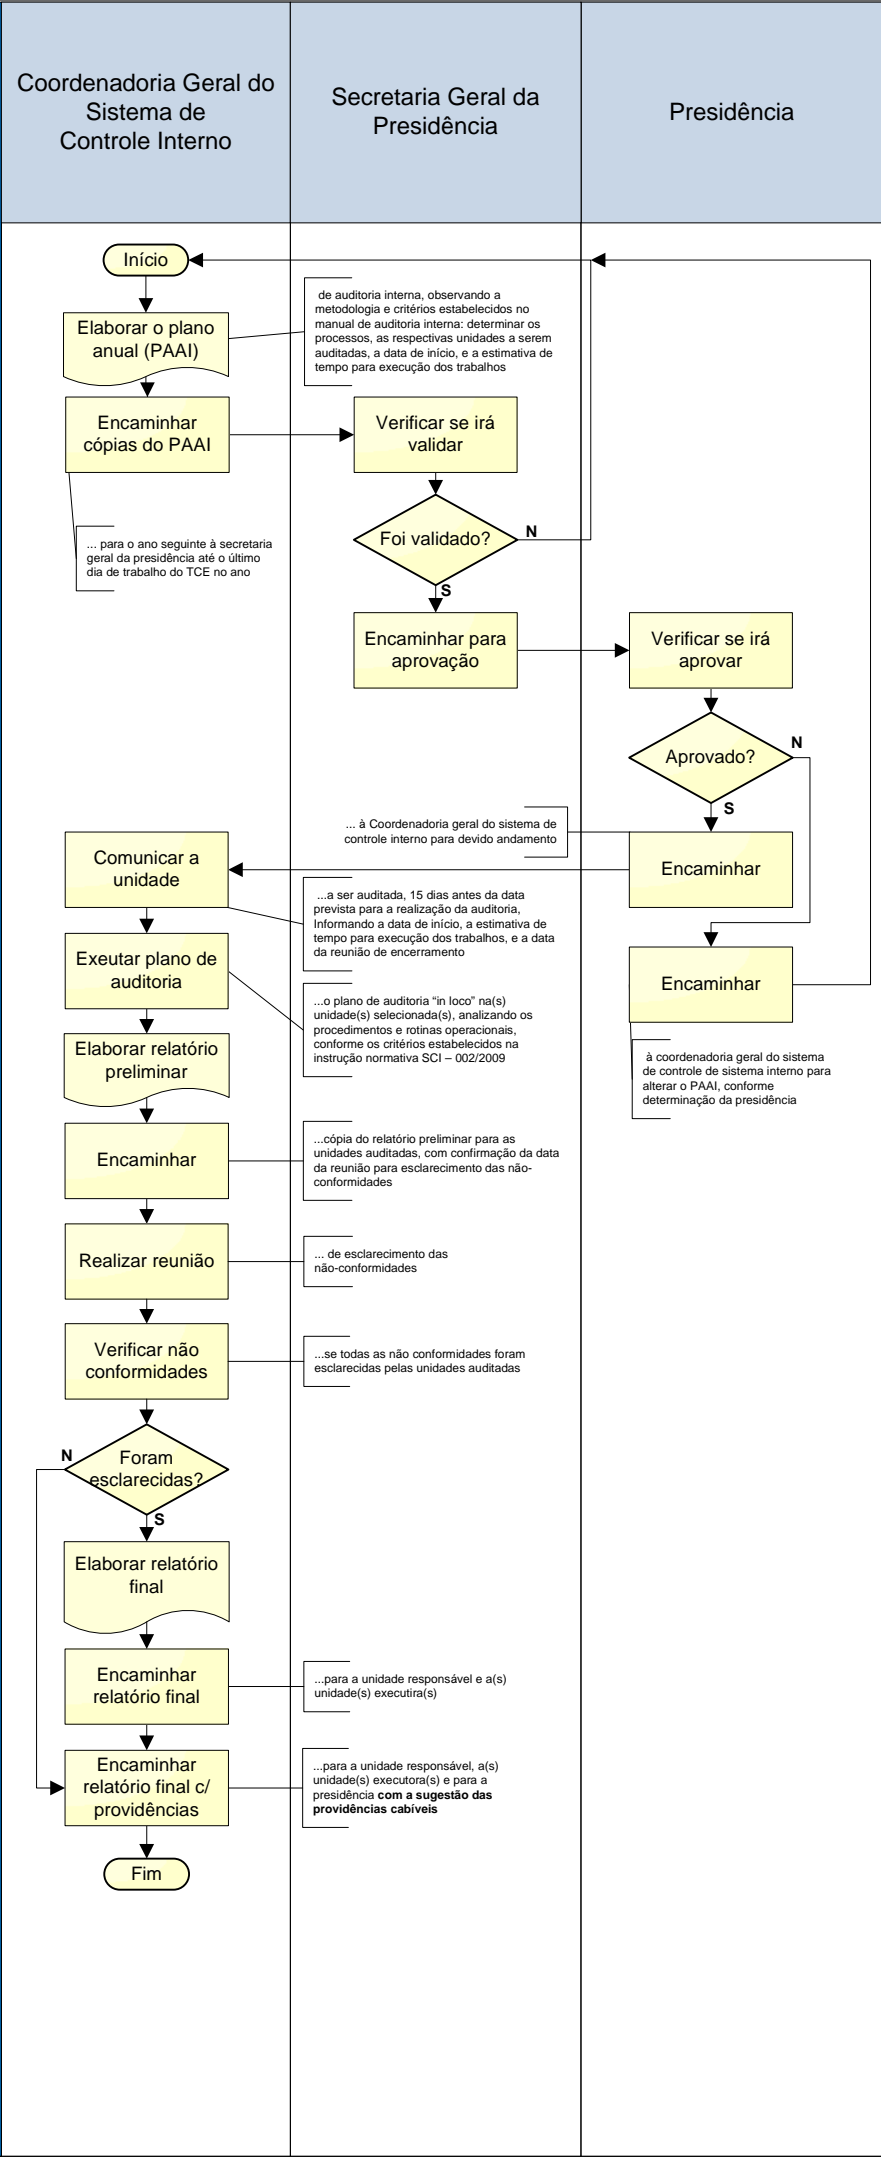 Coordenadoria Geral do
Sistema de
Controle Interno
Secretaria Geral da
Presidência
Presidência
Início
Elaborar o plano
anual (PAAI)
de auditoria interna, observando a
metodologia e critérios estabelecidos no
manual de auditoria interna: determinar os
processos, as respectivas unidades a serem
auditadas, a data de início, e a estimativa de
tempo para execução dos trabalhos
Encaminhar
cópias do PAAI
Verificar se irá
validar
... para o ano seguinte à secretaria
geral da presidência até o último
dia de trabalho do TCE no ano
Foi validado?
N
S
Encaminhar para
aprovação
Verificar se irá
aprovar
Aprovado?
N
S
... à Coordenadoria geral do sistema de
controle interno para devido andamento
Encaminhar
Comunicar a
unidade
...a ser auditada, 15 dias antes da data
prevista para a realização da auditoria,
Informando a data de início, a estimativa de
tempo para execução dos trabalhos, e a data
da reunião de encerramento
Exeutar plano de
auditoria
Encaminhar
...o plano de auditoria “in loco” na(s)
unidade(s) selecionada(s), analizando os
procedimentos e rotinas operacionais,
conforme os critérios estabelecidos na
instrução normativa SCI – 002/2009
à coordenadoria geral do sistema
de controle de sistema interno para
alterar o PAAI, conforme
determinação da presidência
Elaborar relatório
preliminar
Encaminhar
...cópia do relatório preliminar para as
unidades auditadas, com confirmação da data
da reunião para esclarecimento das não-
conformidades
Realizar reunião
... de esclarecimento das
não-conformidades
Verificar não
conformidades
...se todas as não conformidades foram
esclarecidas pelas unidades auditadas
Foram
esclarecidas?
N
S
Elaborar relatório
final
Encaminhar
relatório final
...para a unidade responsável e a(s)
unidade(s) executira(s)
Encaminhar
relatório final c/
providências
...para a unidade responsável, a(s)
unidade(s) executora(s) e para a
presidência com a sugestão das
providências cabíveis
Fim